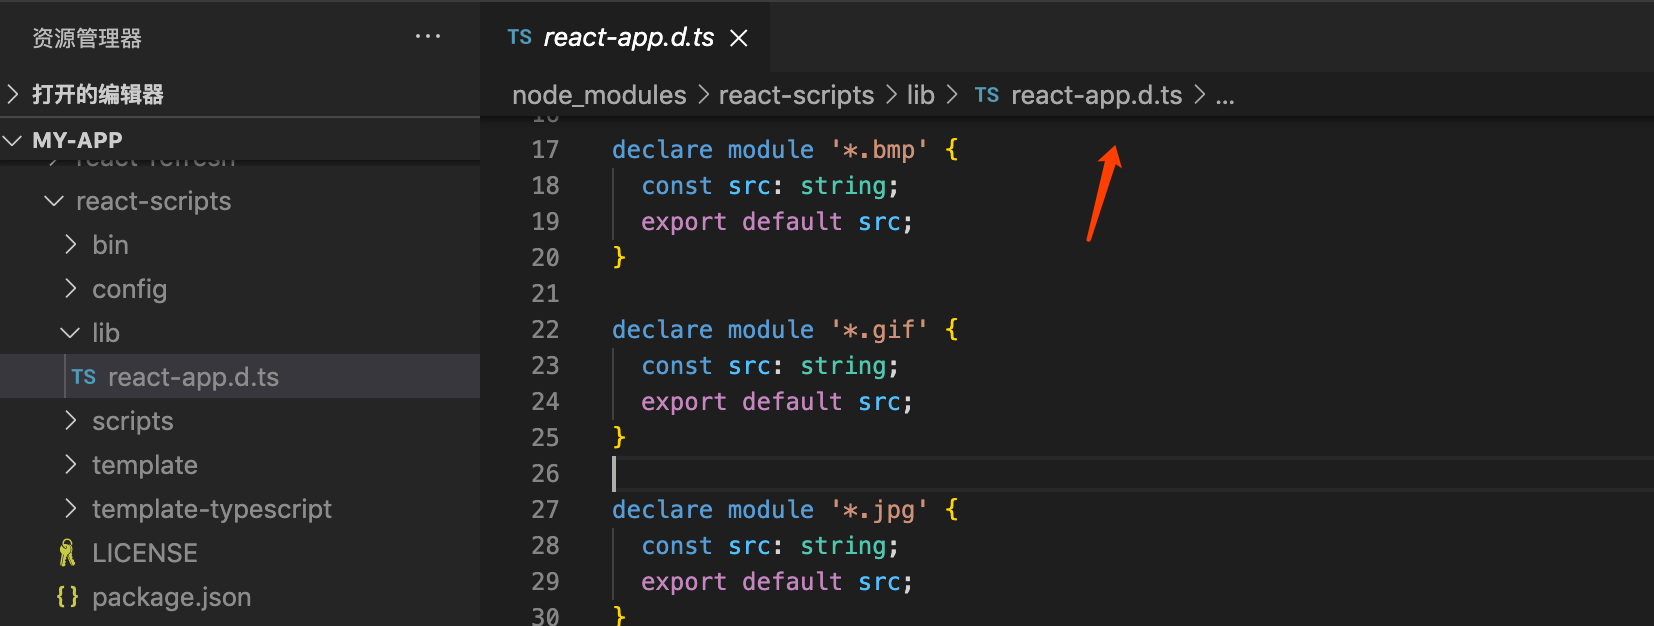 资源管理器
打开的编辑器
MY-APP
react-refresh
react-scripts
bin
config
lib
TS react-app.d.ts
scripts
template
template-typescript
LICENSE
{} package.json
TS react-app.d.ts
node_modules > react-scripts > lib > TS react-app.d.ts > ...
16
17 declare module '*.bmp' {
18 const src: string;
19 export default src;
20 }
21
22 declare module '*.gif' {
23 const src: string;
24 export default src;
25 }
26
27 declare module '*.jpg' {
28 const src: string;
29 export default src;
30 }